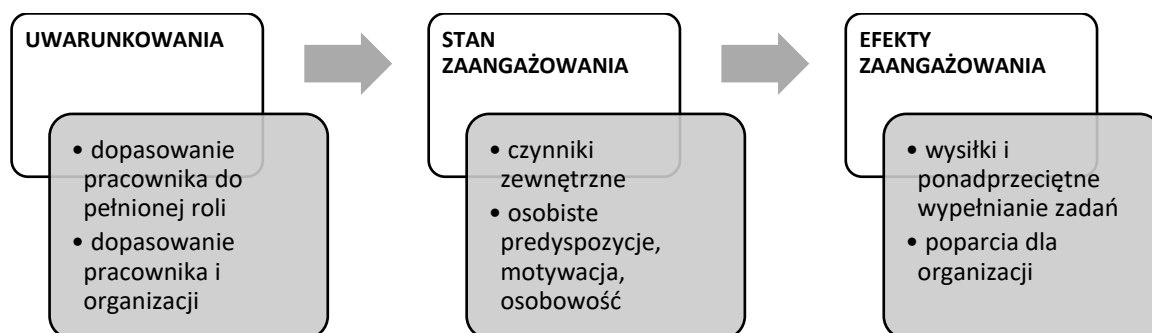 UWARUNKOWANIA
• dopasowanie
pracownika do
pełnionej roli
• dopasowanie
pracownika i
organizacji
STAN
ZAANGAŻOWANIA
• czynniki
zewnętrzne
• osobiste
predyspozycje,
motywacja,
osobowość
EFEKTY
ZAANGAŻOWANIA
• wysiłki i
ponadprzeciętne
wypełnianie zadań
• poparcia dla
organizacji